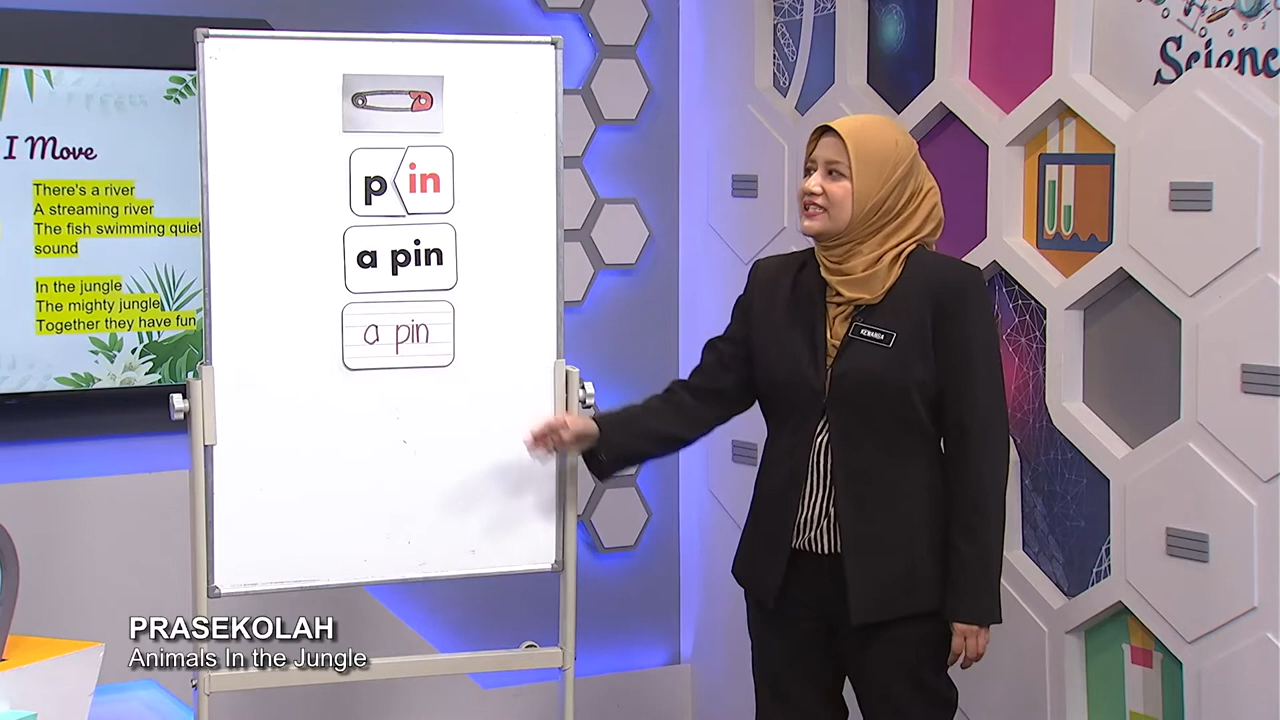 I Move
There's a river
A streaming river
The fish swimming quiet
sound
In the jungle
The mighty jungle
Together they have fun
p in
a pin
a pin
KENANGA
Science
PRASEKOLAH
Animals In the Jungle